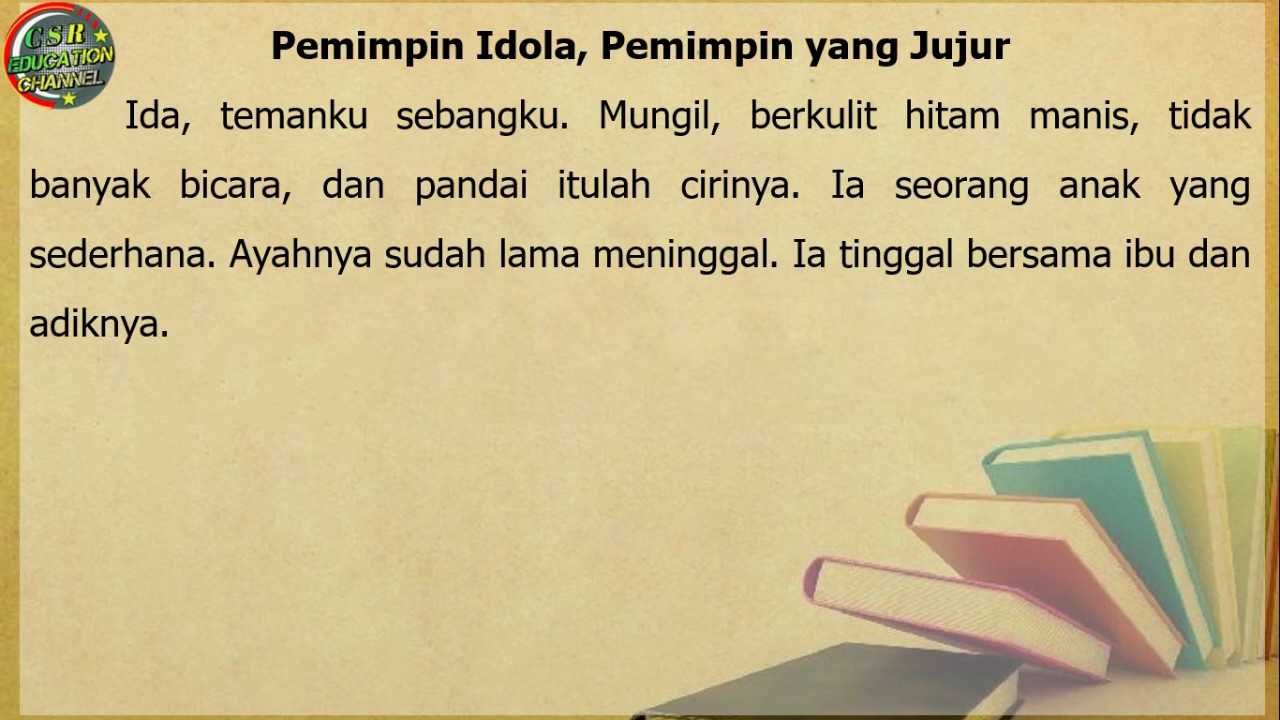 CSR
EDUCATION
CHANNEL
Pemimpin Idola, Pemimpin yang Jujur
Ida, temanku sebangku. Mungil, berkulit hitam manis, tidak
banyak bicara, dan pandai itulah cirinya. Ia seorang anak yang
sederhana. Ayahnya sudah lama meninggal. Ia tinggal bersama ibu dan
adiknya.